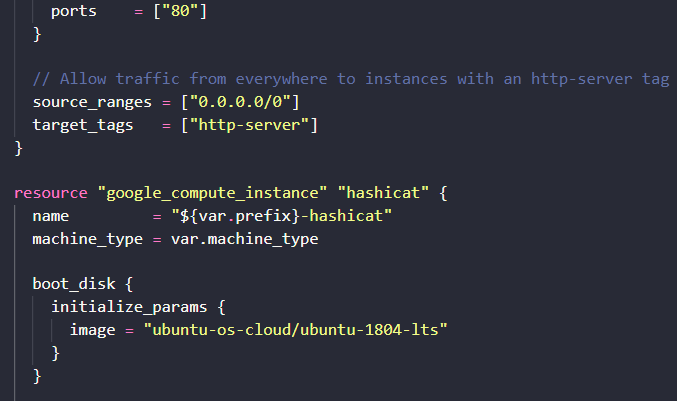 ports    = ["80"]
  }

  // Allow traffic from everywhere to instances with an http-server tag
  source_ranges = ["0.0.0.0/0"]
  target_tags   = ["http-server"]
}

resource "google_compute_instance" "hashicat" {
  name         = "${var.prefix}-hashicat"
  machine_type = var.machine_type

  boot_disk {
    initialize_params {
      image = "ubuntu-os-cloud/ubuntu-1804-lts"
    }
  }